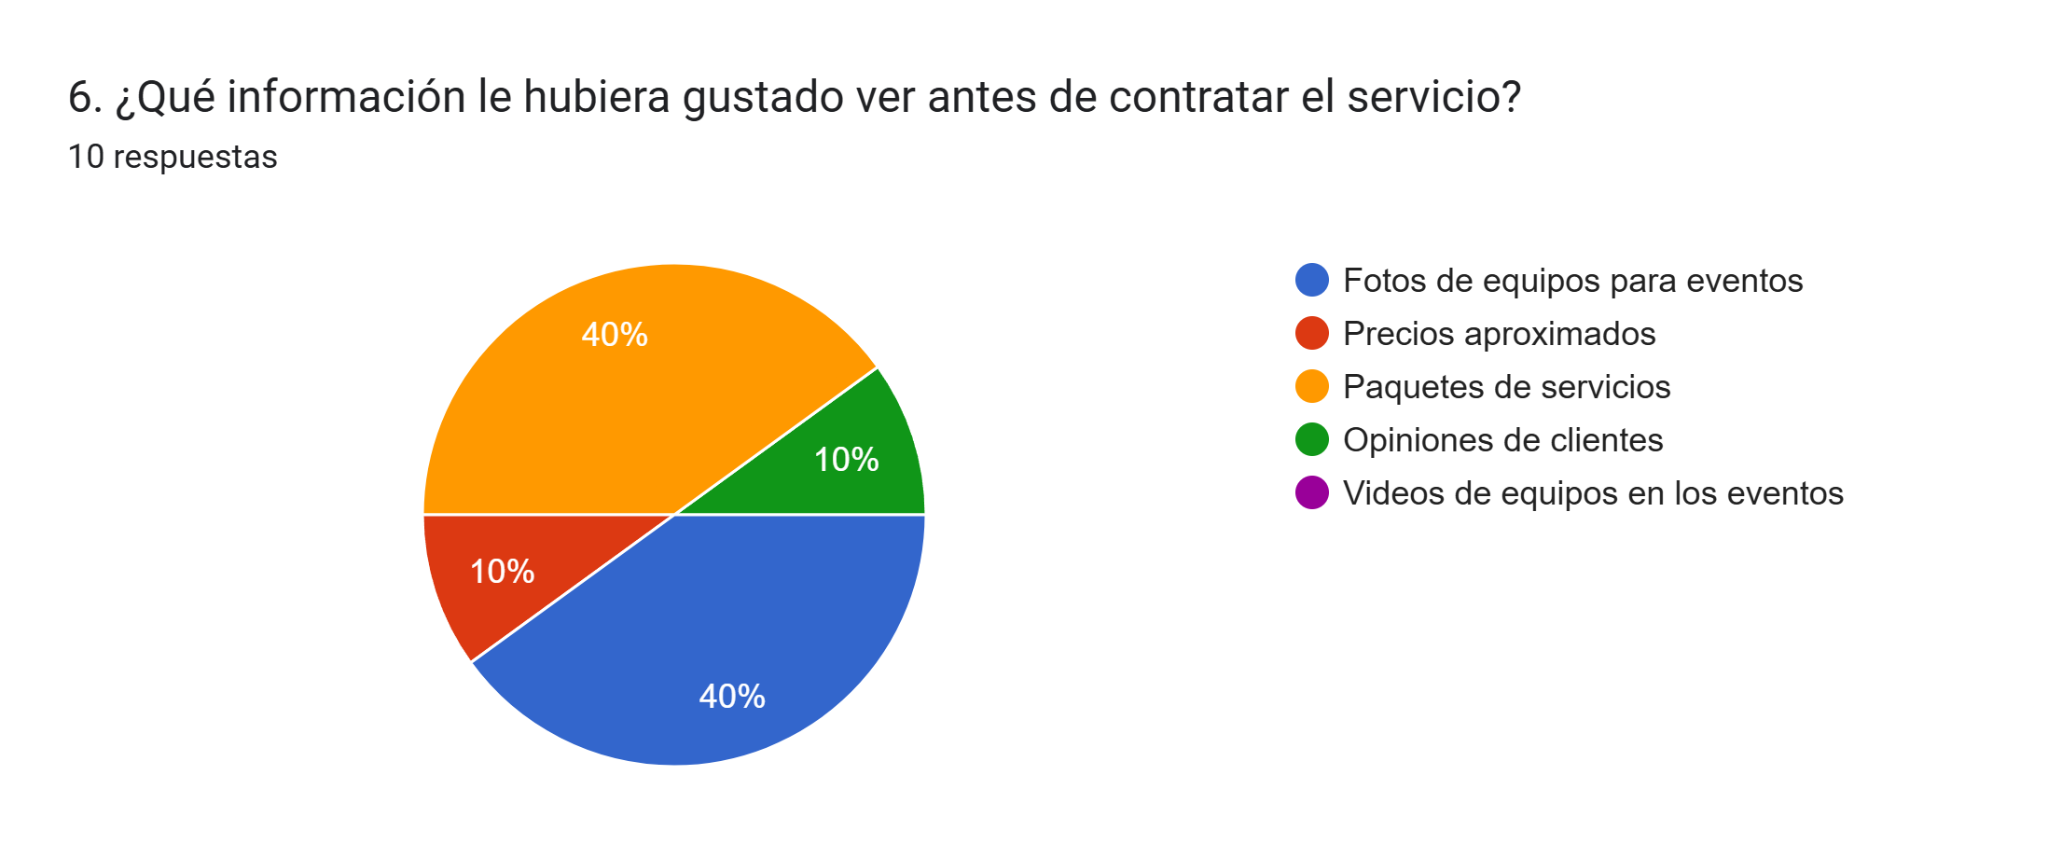 6. ¿Qué información le hubiera gustado ver antes de contratar el servicio?
10 respuestas
40%
10%
10%
40%
Fotos de equipos para eventos
Precios aproximados
Paquetes de servicios
Opiniones de clientes
Videos de equipos en los eventos